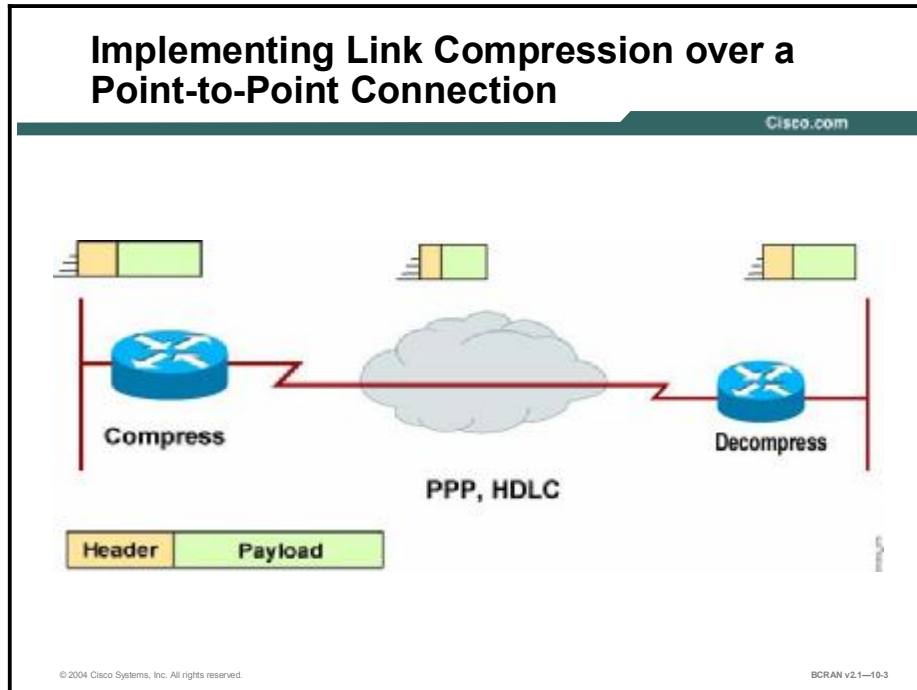 Implementing Link Compression over a
Point-to-Point Connection
Cisco.com
Compress
Decompress
PPP, HDLC
Header Payload
© 2004 Cisco Systems, Inc. All rights reserved.
BCRAN v2.1—10-3